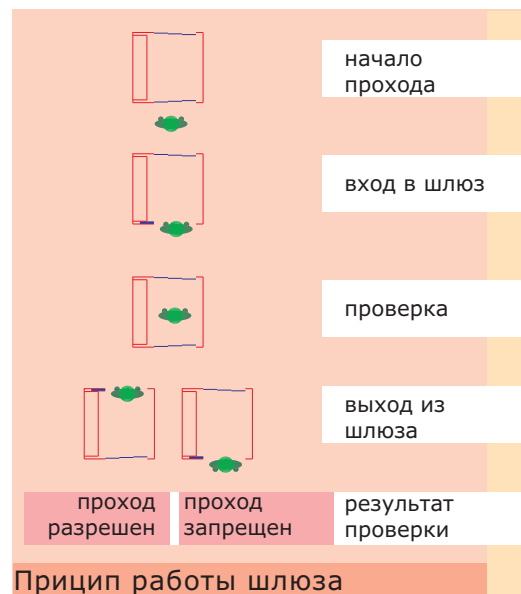 начало
прохода
вход в шлюз
проверка
выход из
шлюза
проход
разрешен
проход
запрещен
результат
проверки
Прицип работы шлюза